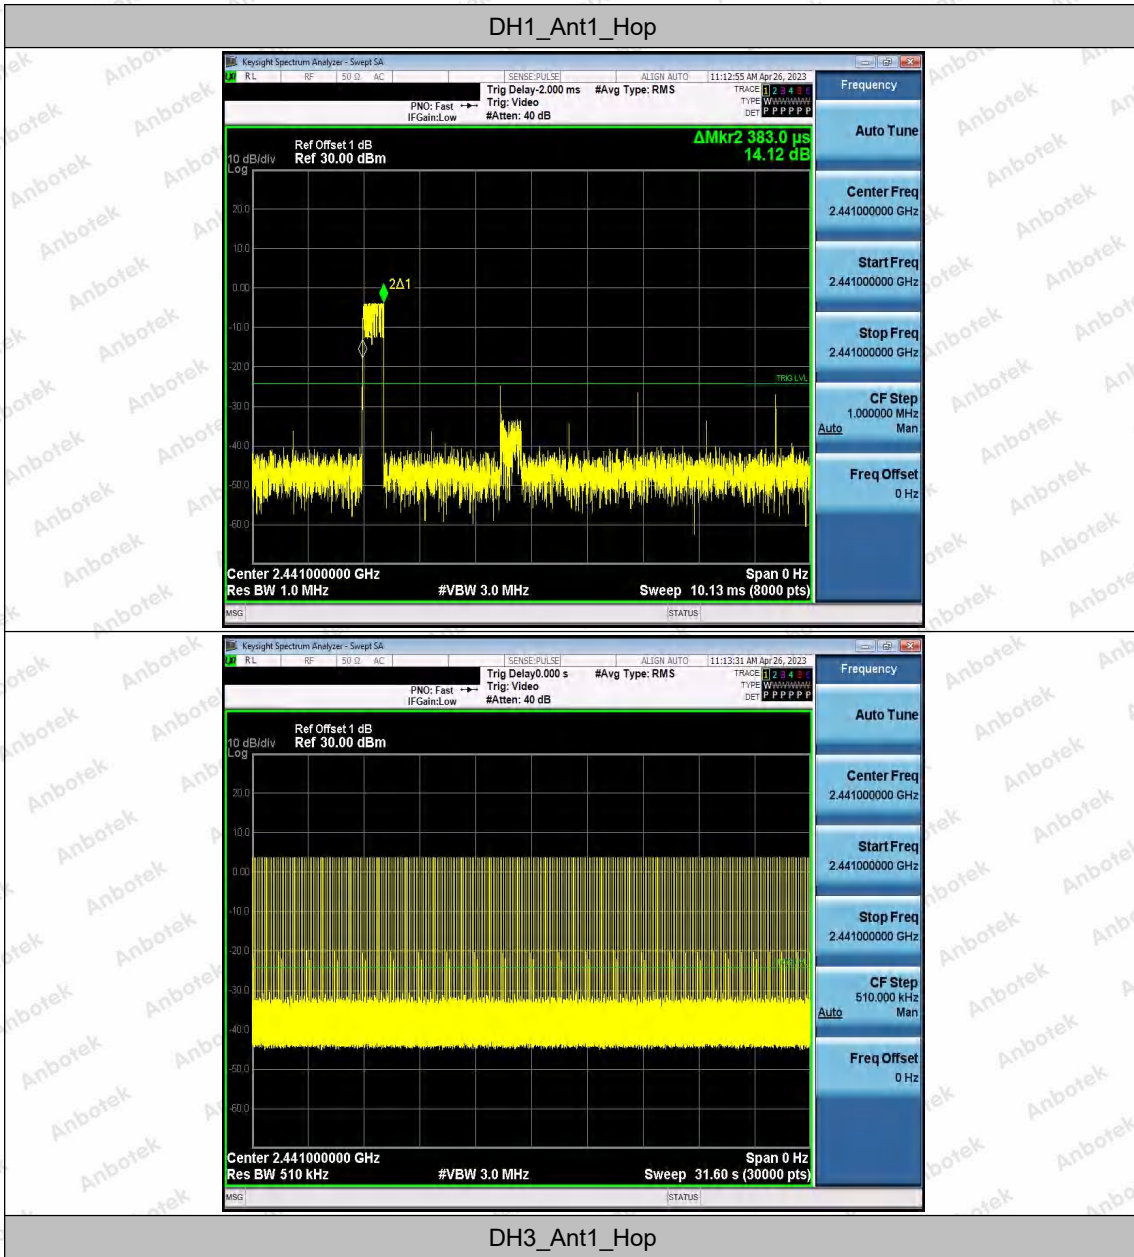 DH1_Ant1_Hop
Keysight Spectrum Analyzer - Swept SA
RL RF 50 Ω AC SENSE:PULSE ALIGN AUTO 11:12:55 AM Apr 26, 2023
Trig Delay-2.000 ms #Avg Type: RMS TRACE 1 2 3 4 5 6
PNO: Fast Trig: Video TYPE WWWWWW
IFGain:Low #Atten: 40 dB DET P P P P P P
Frequency
Auto Tune
ΔMkr2 383.0 µs
14.12 dB
Ref Offset 1 dB
10 dB/div Ref 30.00 dBm
Log
Center Freq
2.441000000 GHz
20.0
10.0
Start Freq
2.441000000 GHz
0.00
2Δ1
-10.0
Stop Freq
2.441000000 GHz
-20.0
TRIG LVL
-30.0
CF Step
1.000000 MHz
Auto Man
-40.0
-50.0
Freq Offset
0 Hz
-60.0
Center 2.441000000 GHz Span 0 Hz
Res BW 1.0 MHz #VBW 3.0 MHz Sweep 10.13 ms (8000 pts)
MSG STATUS
Keysight Spectrum Analyzer - Swept SA
RL RF 50 Ω AC SENSE:PULSE ALIGN AUTO 11:13:31 AM Apr 26, 2023
Trig Delay0.000 s #Avg Type: RMS TRACE 1 2 3 4 5 6
PNO: Fast Trig: Video TYPE WWWWWW
IFGain:Low #Atten: 40 dB DET P P P P P P
Frequency
Auto Tune
Ref Offset 1 dB
10 dB/div Ref 30.00 dBm
Log
Center Freq
2.441000000 GHz
20.0
10.0
Start Freq
2.441000000 GHz
0.00
-10.0
Stop Freq
2.441000000 GHz
-20.0
-30.0
CF Step
510.000 kHz
Auto Man
-40.0
-50.0
Freq Offset
0 Hz
-60.0
Center 2.441000000 GHz Span 0 Hz
Res BW 510 kHz #VBW 3.0 MHz Sweep 31.60 s (30000 pts)
MSG STATUS
DH3_Ant1_Hop